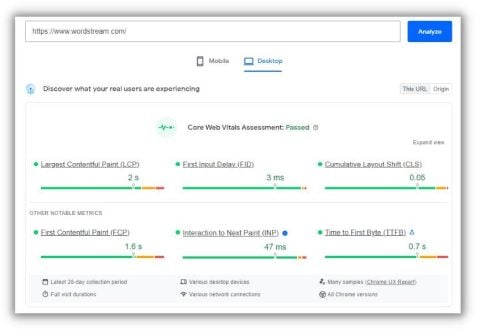 https://www.wordstream.com/
Analyze
Mobile Desktop
Discover what your real users are experiencing
This URL Origin
Core Web Vitals Assessment: Passed
Expand view
Largest Contentful Paint (LCP) First Input Delay (FID) Cumulative Layout Shift (CLS)
2 s 3 ms 0.05
OTHER NOTABLE METRICS
First Contentful Paint (FCP) Interaction to Next Paint (INP) Time to First Byte (TTFB)
1.6 s 47 ms 0.7 s
Latest 28-day collection period Various desktop devices Many samples (Chrome UX Report)
Full visit durations Various network connections All Chrome versions